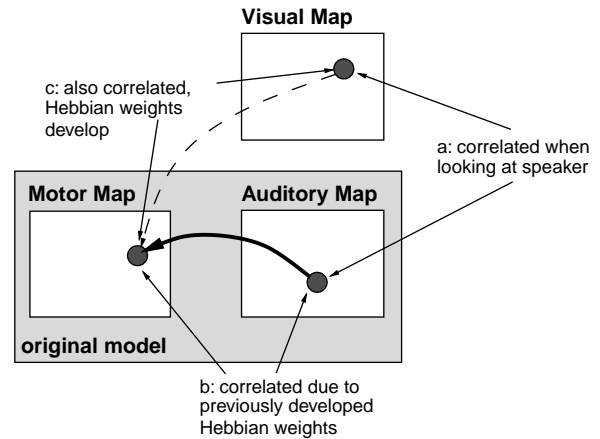 Visual Map
c: also correlated,
Hebbian weights
develop
a: correlated when
looking at speaker
Motor Map
Auditory Map
original model
b: correlated due to
previously developed
Hebbian weights